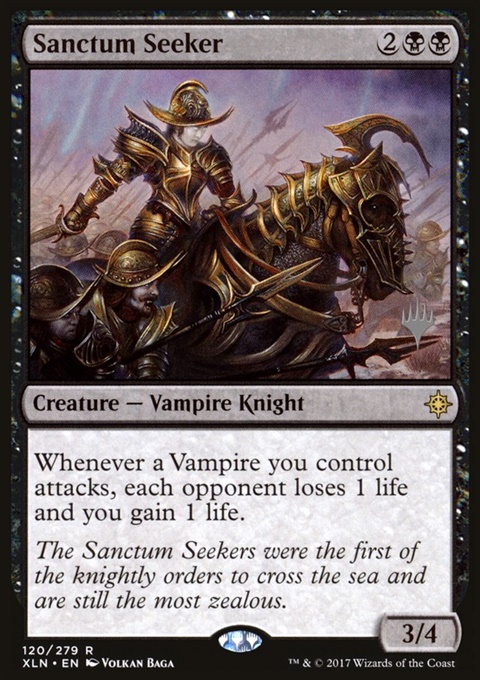 Sanctum Seeker 2
Creature — Vampire Knight
Whenever a Vampire you control
attacks, each opponent loses 1 life
and you gain 1 life.
The Sanctum Seekers were the first of
the knightly orders to cross the sea and
are still the most zealous.
3/4
120/279 R
XLN • EN Volkan Baga
™ & © 2017 Wizards of the Coast